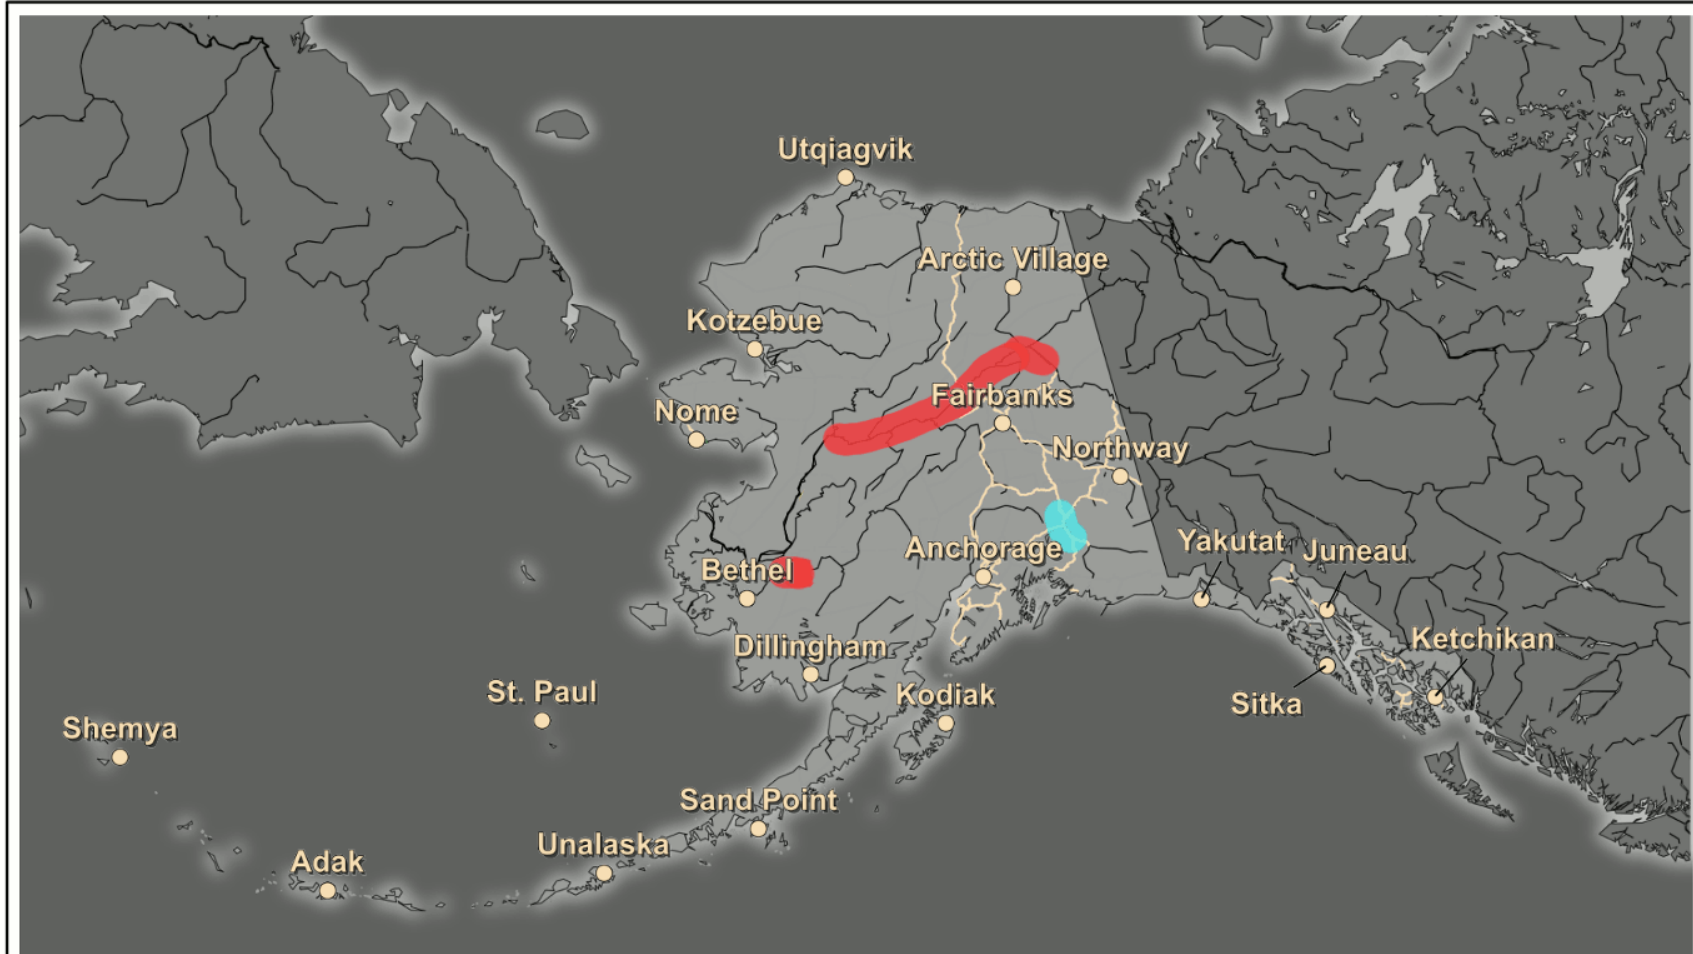 Utqiagvik
Arctic Village
Kotzebue
Fairbanks
Nome
Northway
Anchorage
Yakutat
Juneau
Bethel
Dillingham
Ketchikan
St. Paul
Kodiak
Sitka
Shemya
Sand Point
Unalaska
Adak